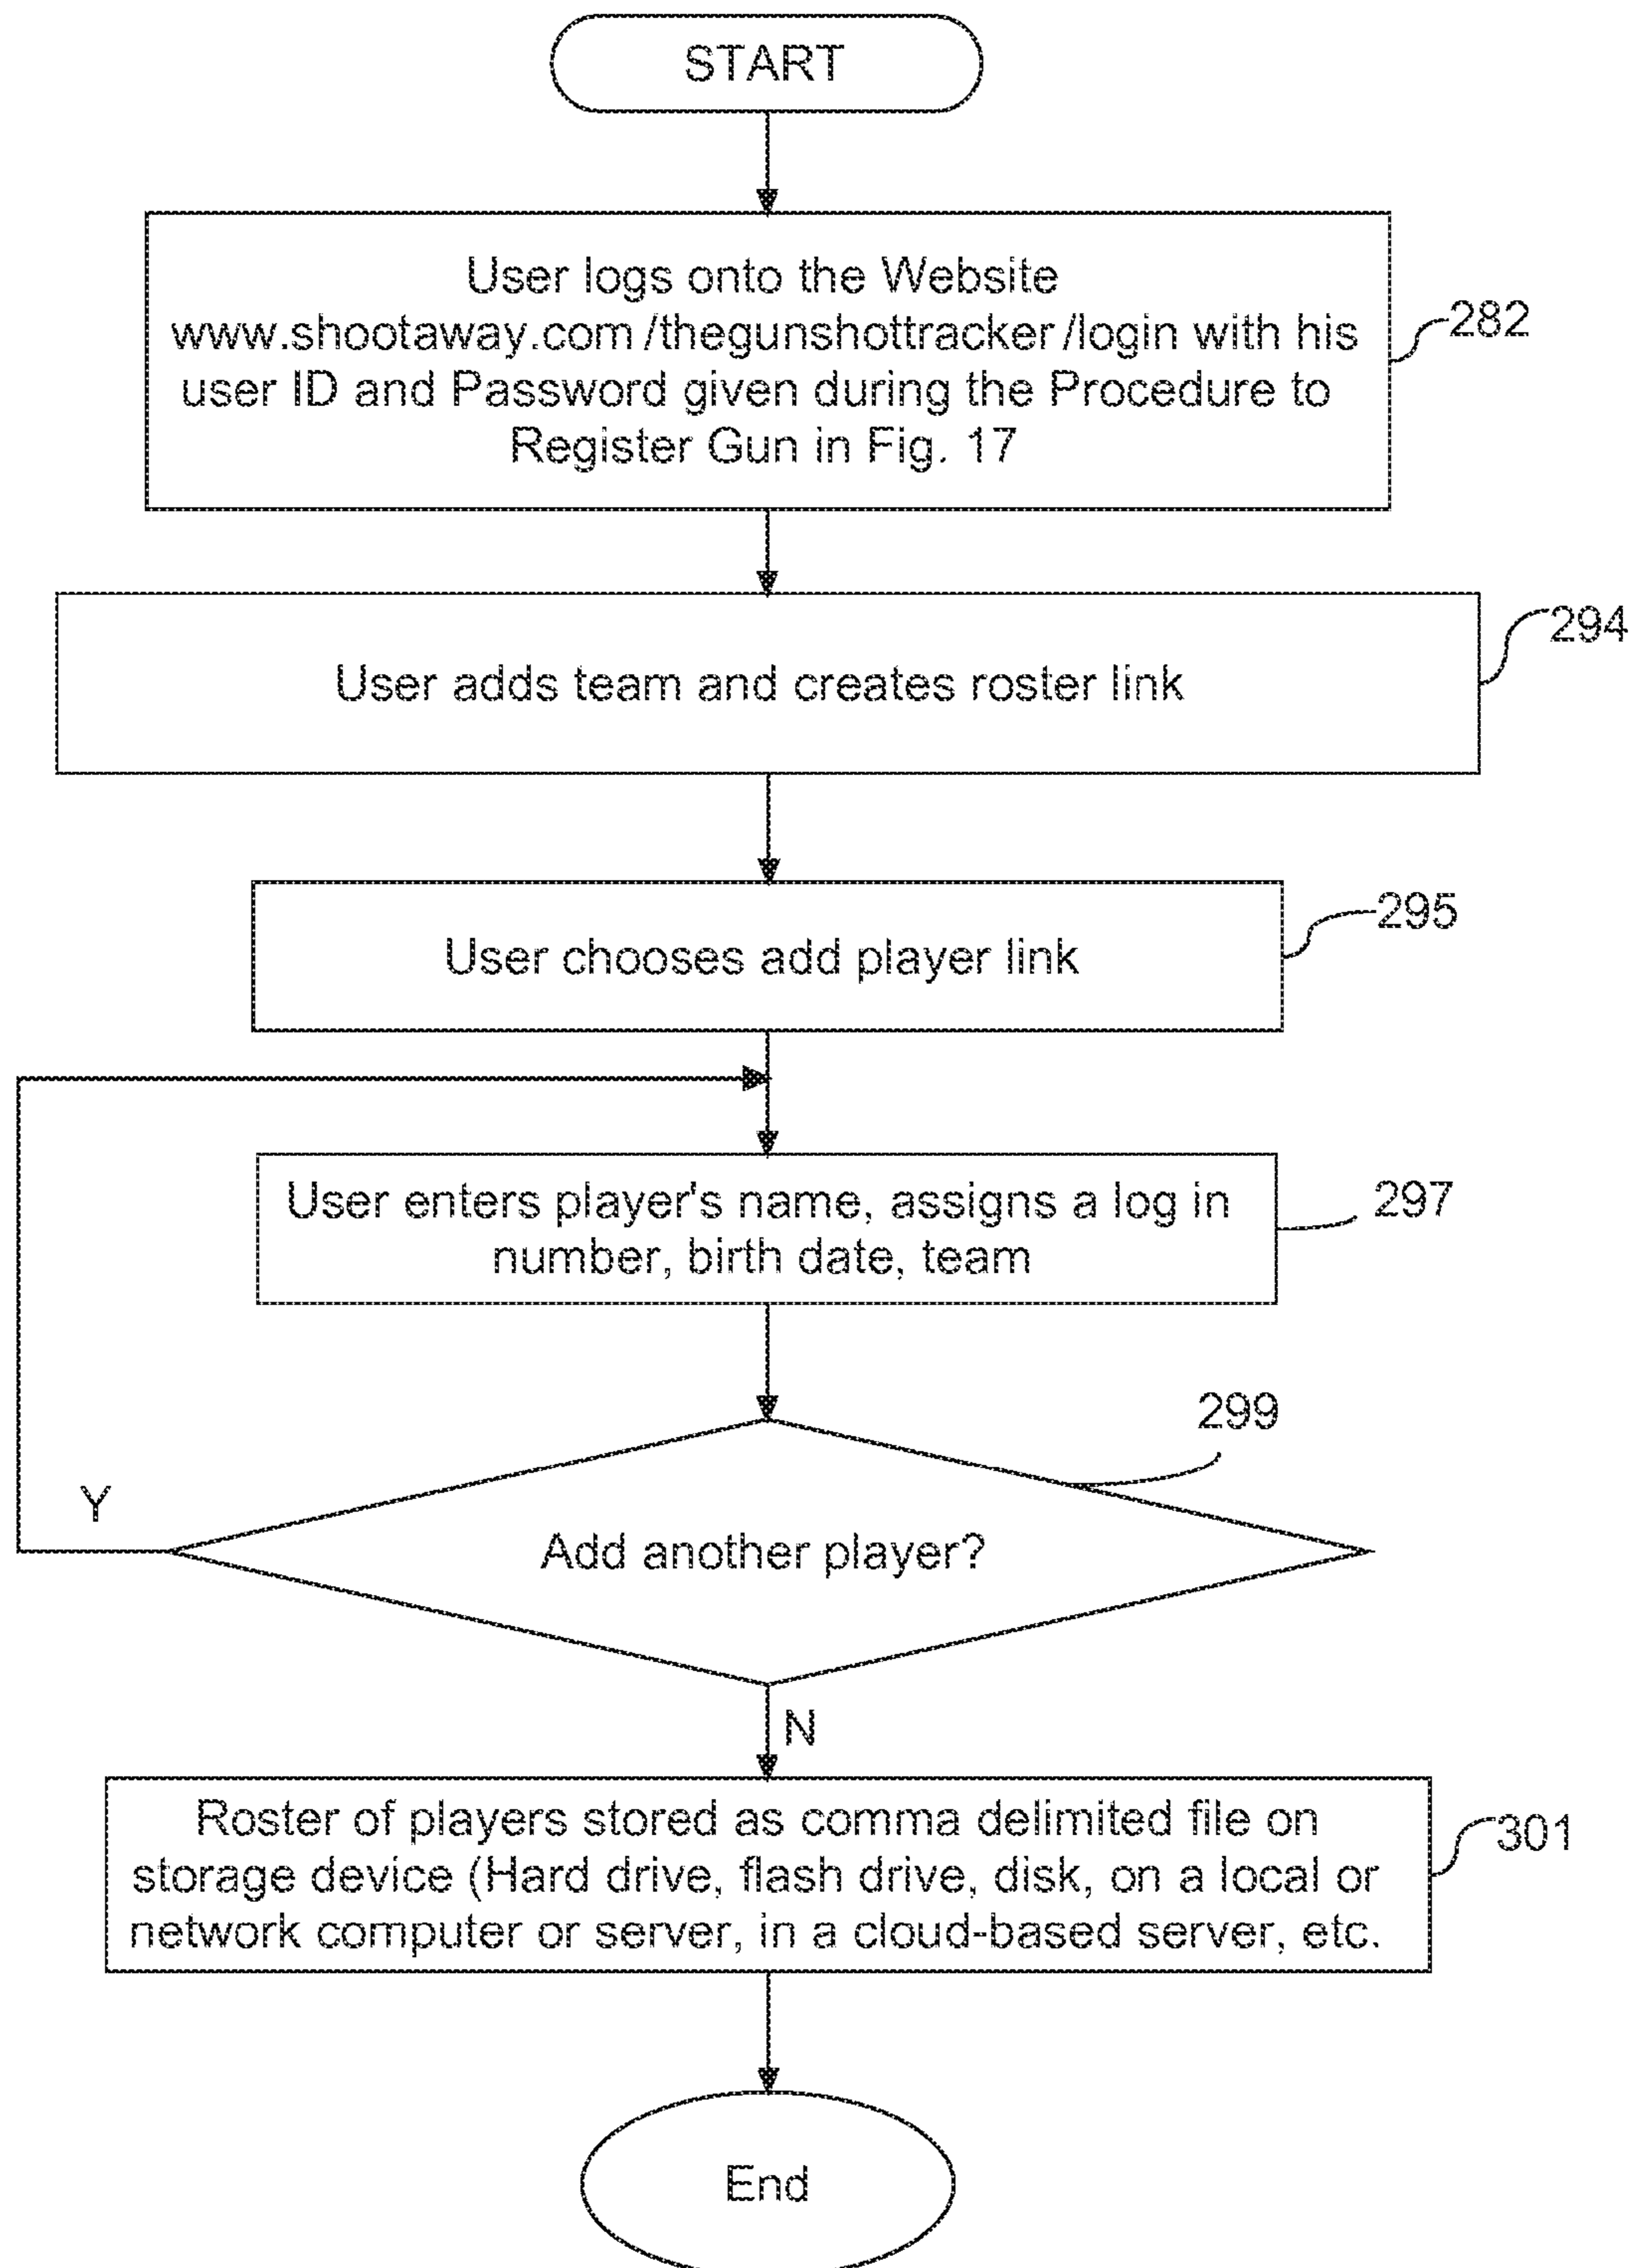 START
User logs onto the Website
www.shootaway.com /thegunshottracker /login with his
user ID and Password given during the Procedure to
Register Gun in Fig. 17
282
User adds team and creates roster link
294
User chooses add player link
295
User enters player's name, assigns a log in
number, birth date, team
297
299
Y
Add another player?
N
Roster of players stored as comma delimited file on
storage device (Hard drive, flash drive, disk, on a local or
network computer or server, in a cloud-based server, etc.
301
End